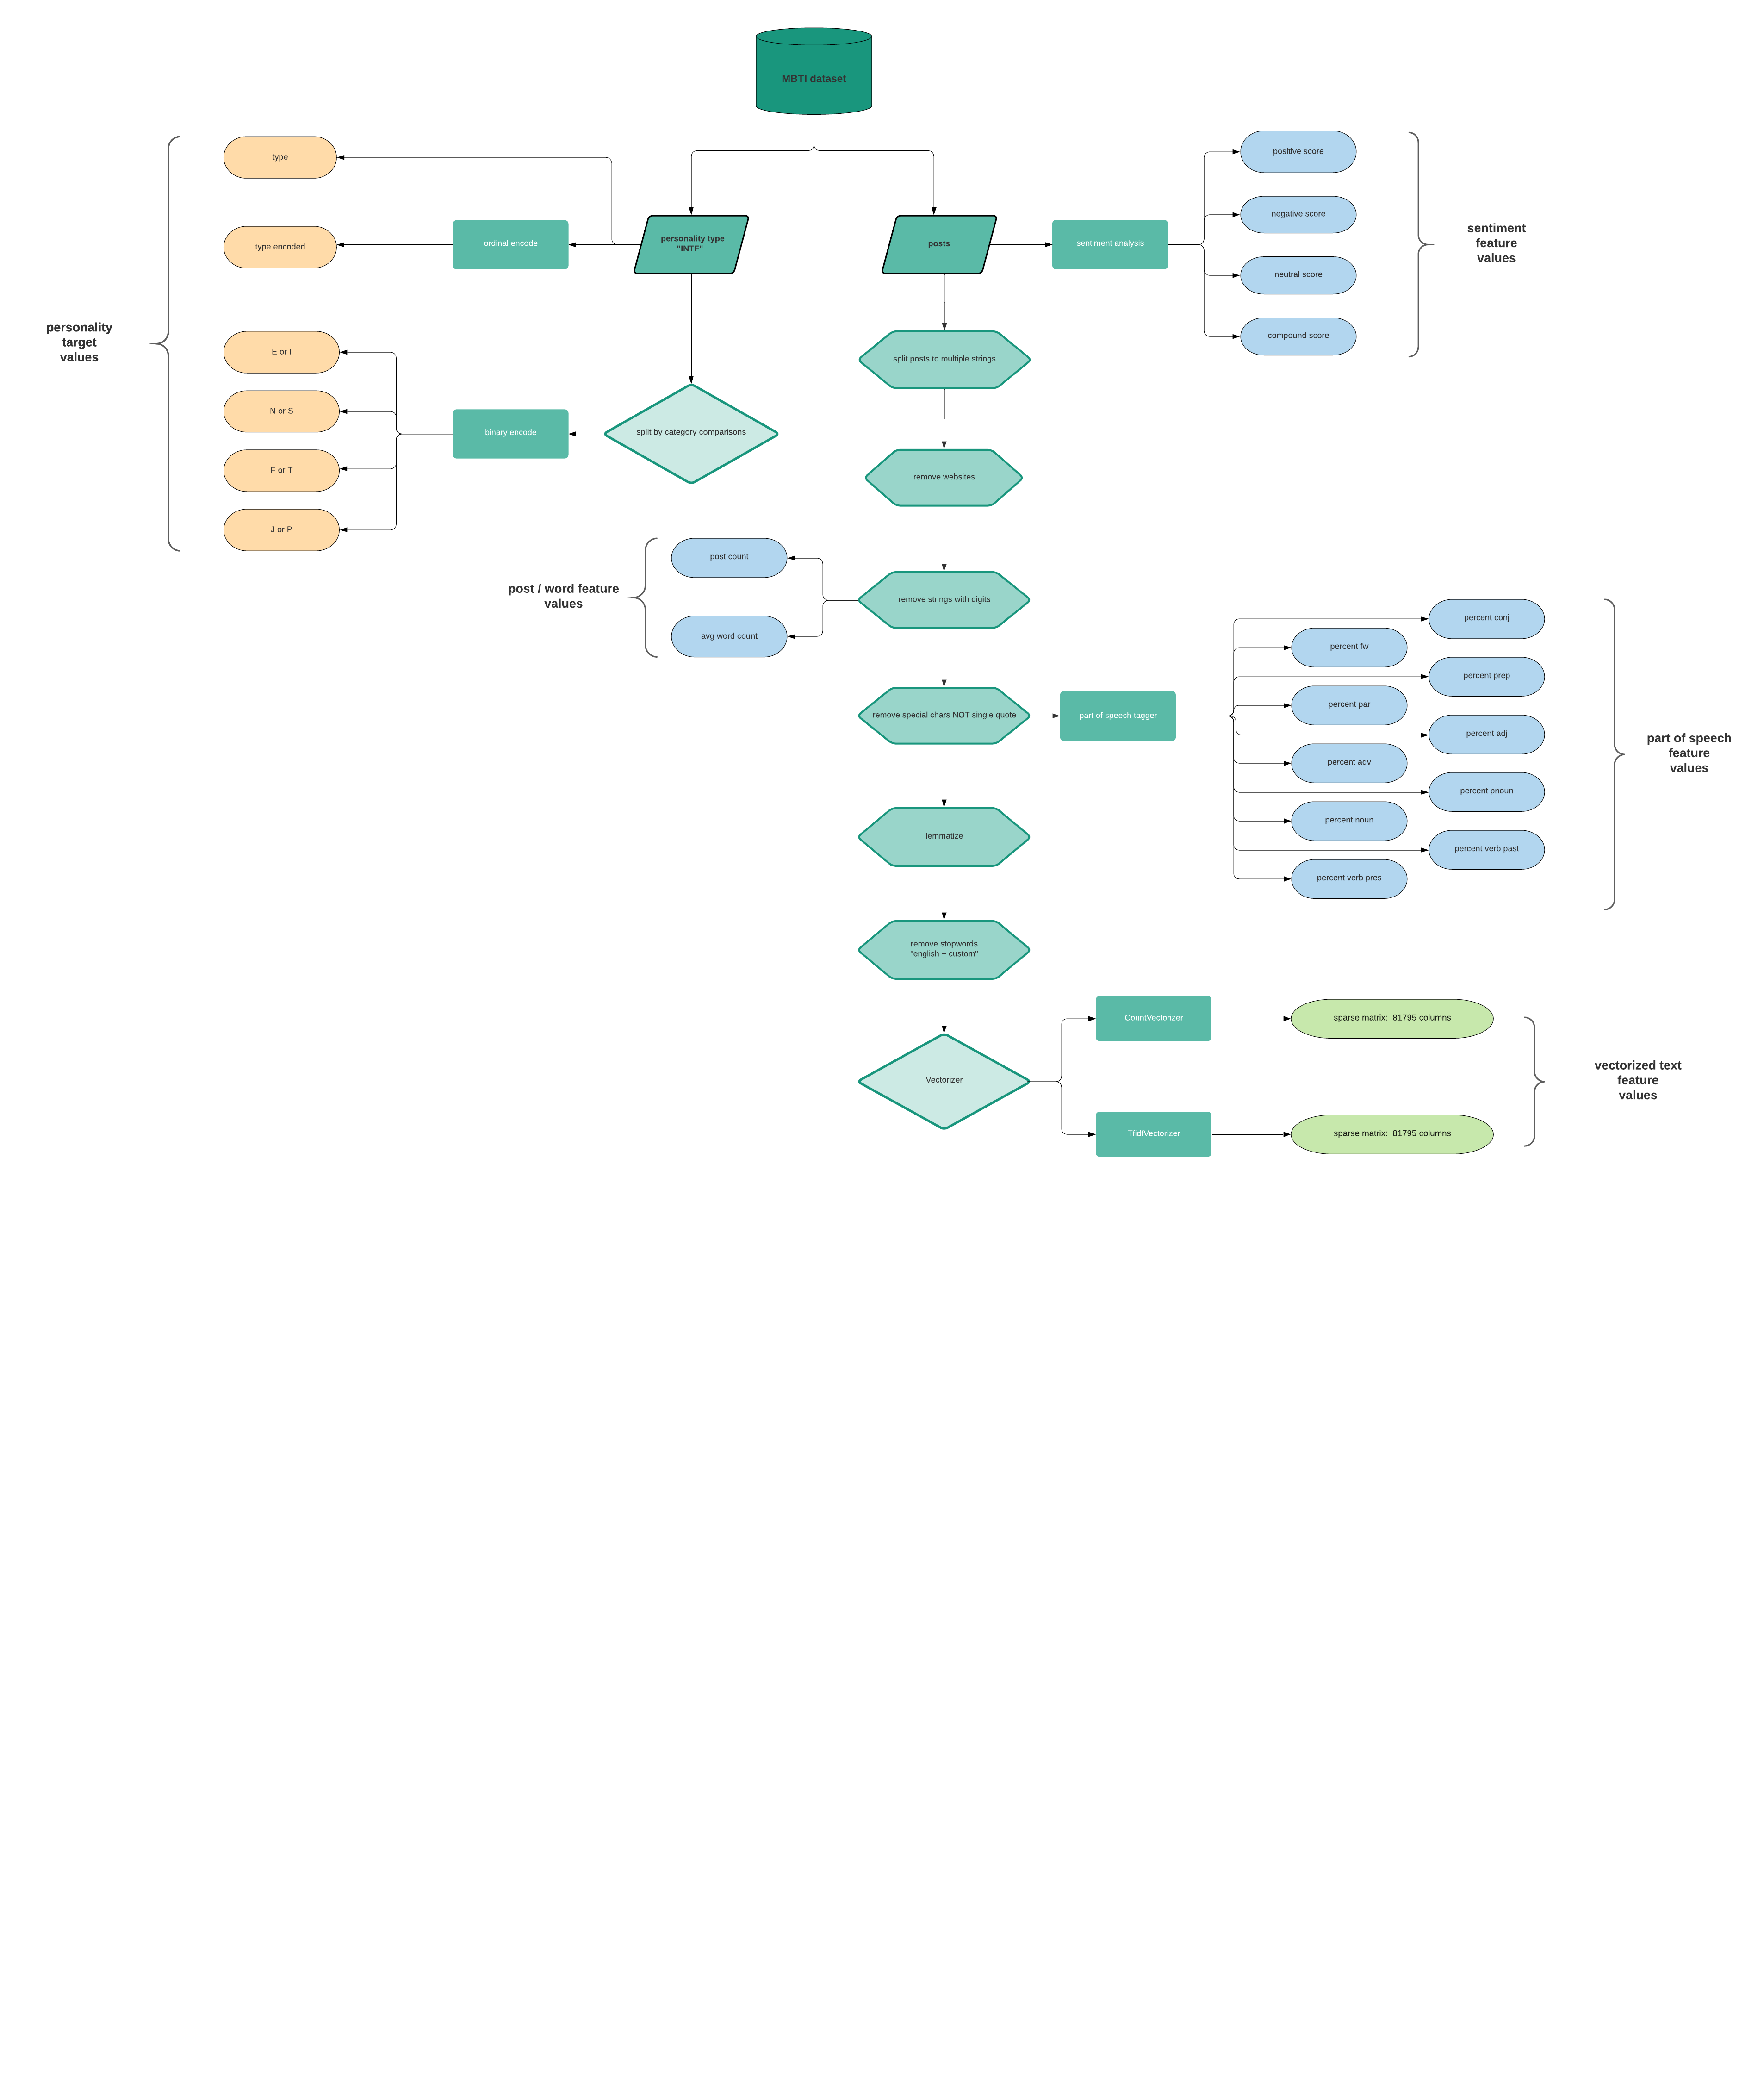 MBTI dataset
type
type encoded
ordinal encode
personality type
"INTF"
posts
sentiment analysis
positive score
negative score
neutral score
compound score
sentiment
feature
values
personality
target
values
E or I
N or S
F or T
J or P
binary encode
split by category comparisons
split posts to multiple strings
remove websites
post / word feature
values
post count
avg word count
remove strings with digits
remove special chars NOT single quote
part of speech tagger
percent conj
percent fw
percent prep
percent par
percent adj
percent adv
percent pnoun
percent noun
percent verb past
percent verb pres
part of speech
feature
values
lemmatize
remove stopwords
"english + custom"
Vectorizer
CountVectorizer
sparse matrix:  81795 columns
TfidfVectorizer
sparse matrix:  81795 columns
vectorized text
feature
values